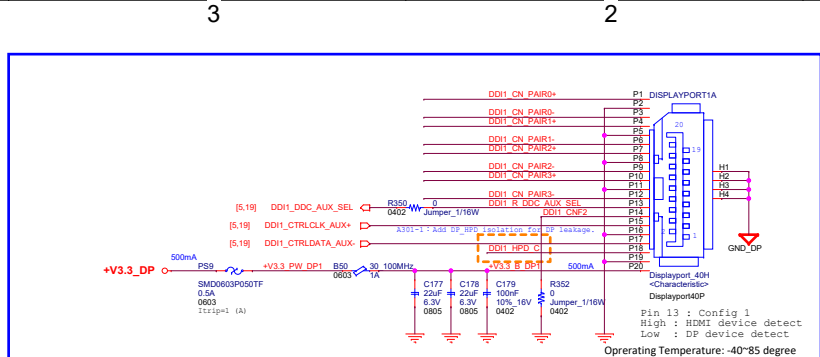 3 2
DDI1_CN_PAIR0+ P1 DISPLAYPORT1A
P2
DDI1_CN_PAIR0- P3
DDI1_CN_PAIR1+ P4
P5
DDI1_CN_PAIR1- P6
DDI1_CN_PAIR2+ P7
P8
DDI1_CN_PAIR2- P9
DDI1_CN_PAIR3+ P10
P11
DDI1_CN_PAIR3- P12
20
19
2
1
H1
H2
H3
H4
[5,19] DDI1_DDC_AUX_SEL R350 0 DDI1_R_DDC_AUX_SEL P13
0402 Jumper_1/16W DDI1_CNF2 P14
[5,19] DDI1_CTRLCLK_AUX+ P15
A301-1 : Add DP_HPD isolation for DP leakage. P16
[5,19] DDI1_CTRLDATA_AUX- P17
DDI1_HPD_C P18
P19
GND_DP
500mA
+V3.3_DP PS9 +V3.3_PW_DP1 B50 30_100MHz +V3.3_B_DP1 500mA P20
0603 1A
SMD0603P050TF
0.5A
0603
Itrip=1 (A)
C177
22uF
6.3V
0805
C178
22uF
6.3V
0805
C179
100nF
10%_16V
0402
R352
0
Jumper_1/16W
0402
Displayport_40H
<Characteristic>
Displayport40P
Pin 13 : Config 1
High : HDMI device detect
Low : DP device detect
Oprerating Temperature: -40~85 degree